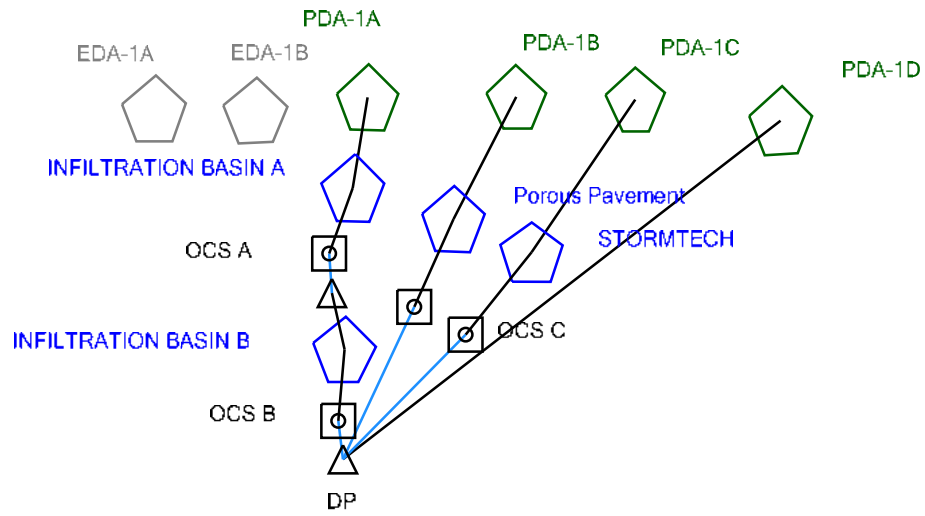 PDA-1A
EDA-1A
EDA-1B
PDA-1B
PDA-1C
PDA-1D
INFILTRATION BASIN A
Porous Pavement
STORMTECH
OCS A
OCS C
INFILTRATION BASIN B
OCS B
DP